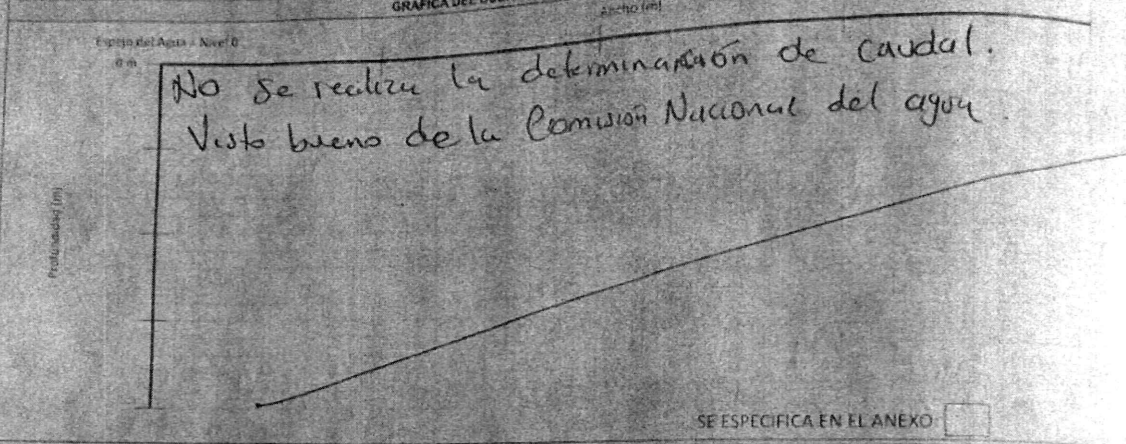 GRAFICA DEL
Ancho (m)
Espejo del Agua - Nivel 0
0 m
No se realiza la determinación de caudal.
Visto bueno de la Comisión Nacional del agua.
Profundidad (m)
SE ESPECIFICA EN EL ANEXO